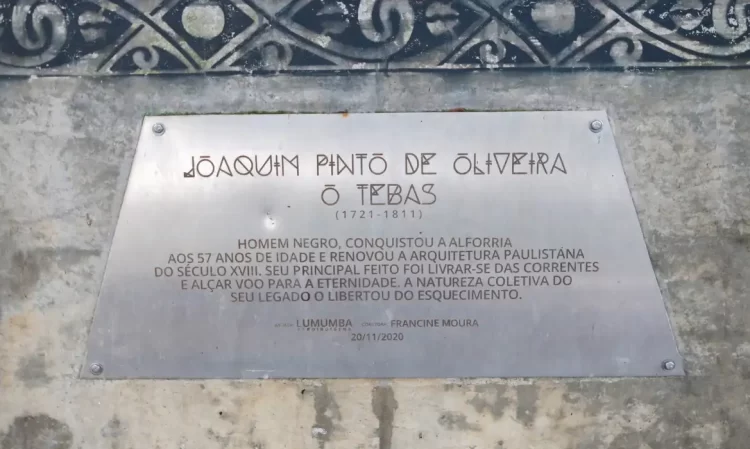 JOAQUIM PINTO DE OLIVEIRA
O TEBAS
(1721-1811)
HOMEM NEGRO, CONQUISTOU A ALFORRIA
AOS 57 ANOS DE IDADE E RENOVOU A ARQUITETURA PAULISTANA
DO SÉCULO XVIII. SEU PRINCIPAL FEITO FOI LIVRAR-SE DAS CORRENTES
E ALÇAR VOO PARA A ETERNIDADE. A NATUREZA COLETIVA DO
SEU LEGADO O LIBERTOU DO ESQUECIMENTO.
LUMUMBA FRANCINE MOURA
20/11/2020